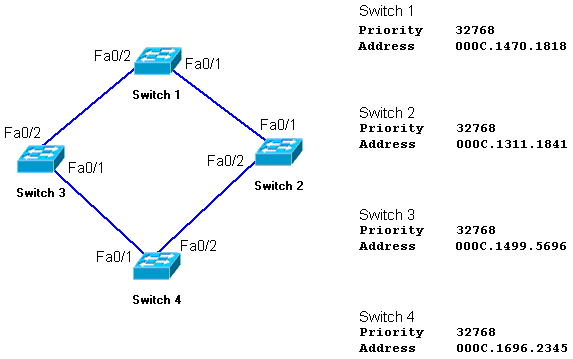 Fa0/2
Fa0/1
Switch 1
Fa0/2
Fa0/1
Switch 3
Fa0/1
Fa0/2
Switch 2
Fa0/1
Fa0/2
Switch 4
Switch 1
Priority 32768
Address 000C.1470.1818
Switch 2
Priority 32768
Address 000C.1311.1841
Switch 3
Priority 32768
Address 000C.1499.5696
Switch 4
Priority 32768
Address 000C.1696.2345